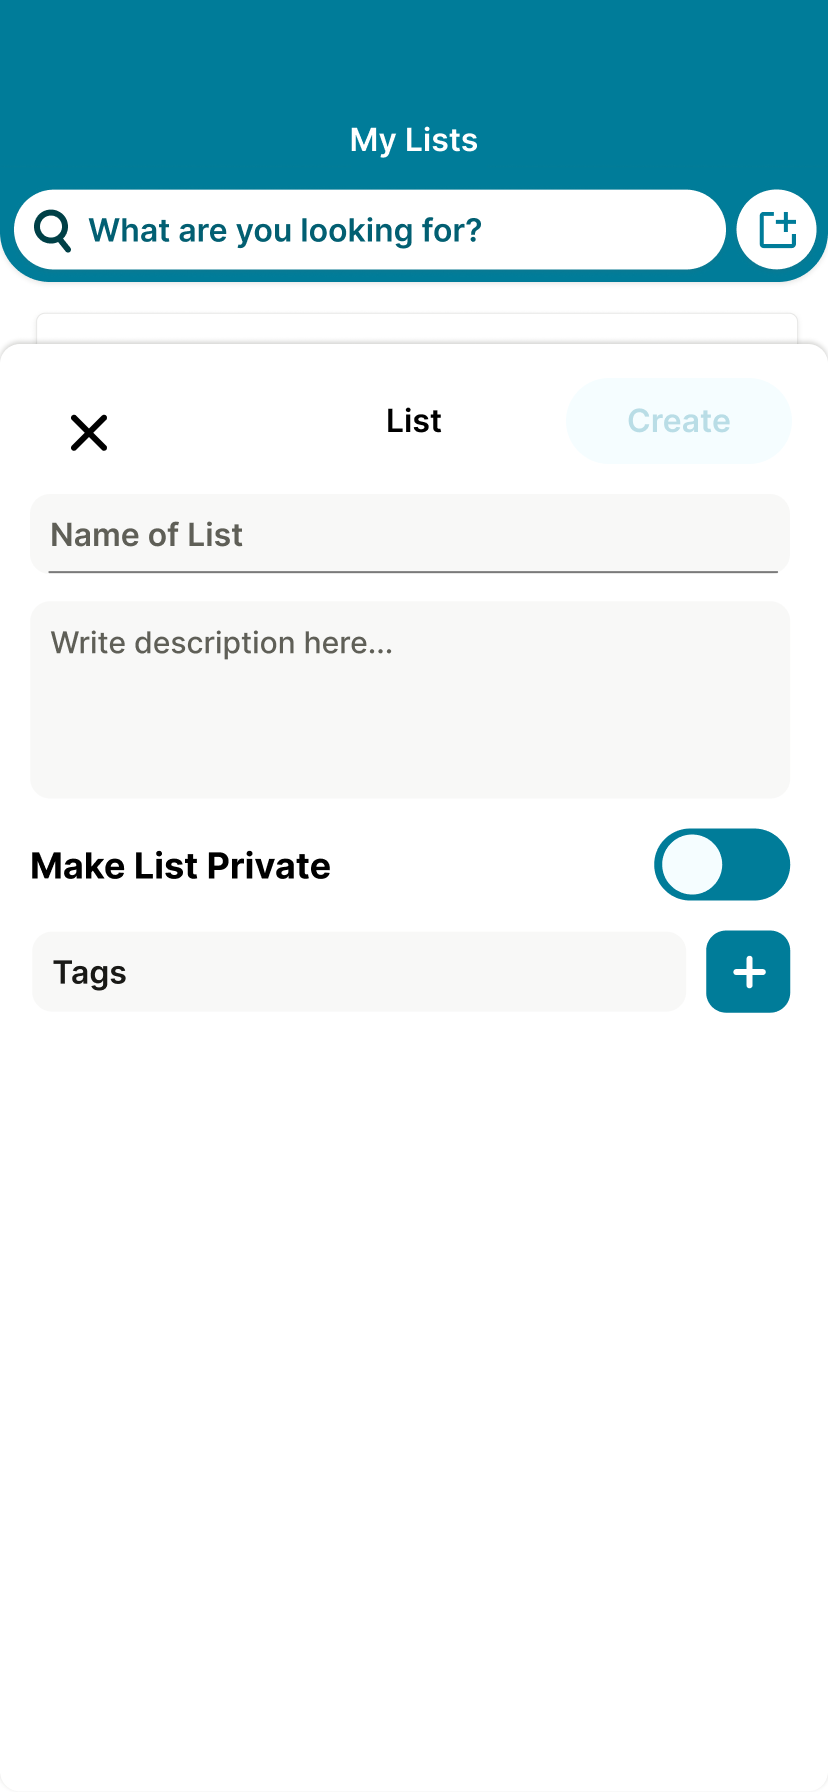 My Lists
What are you looking for?
List
Create
Name of List
Write description here...
Make List Private
Tags